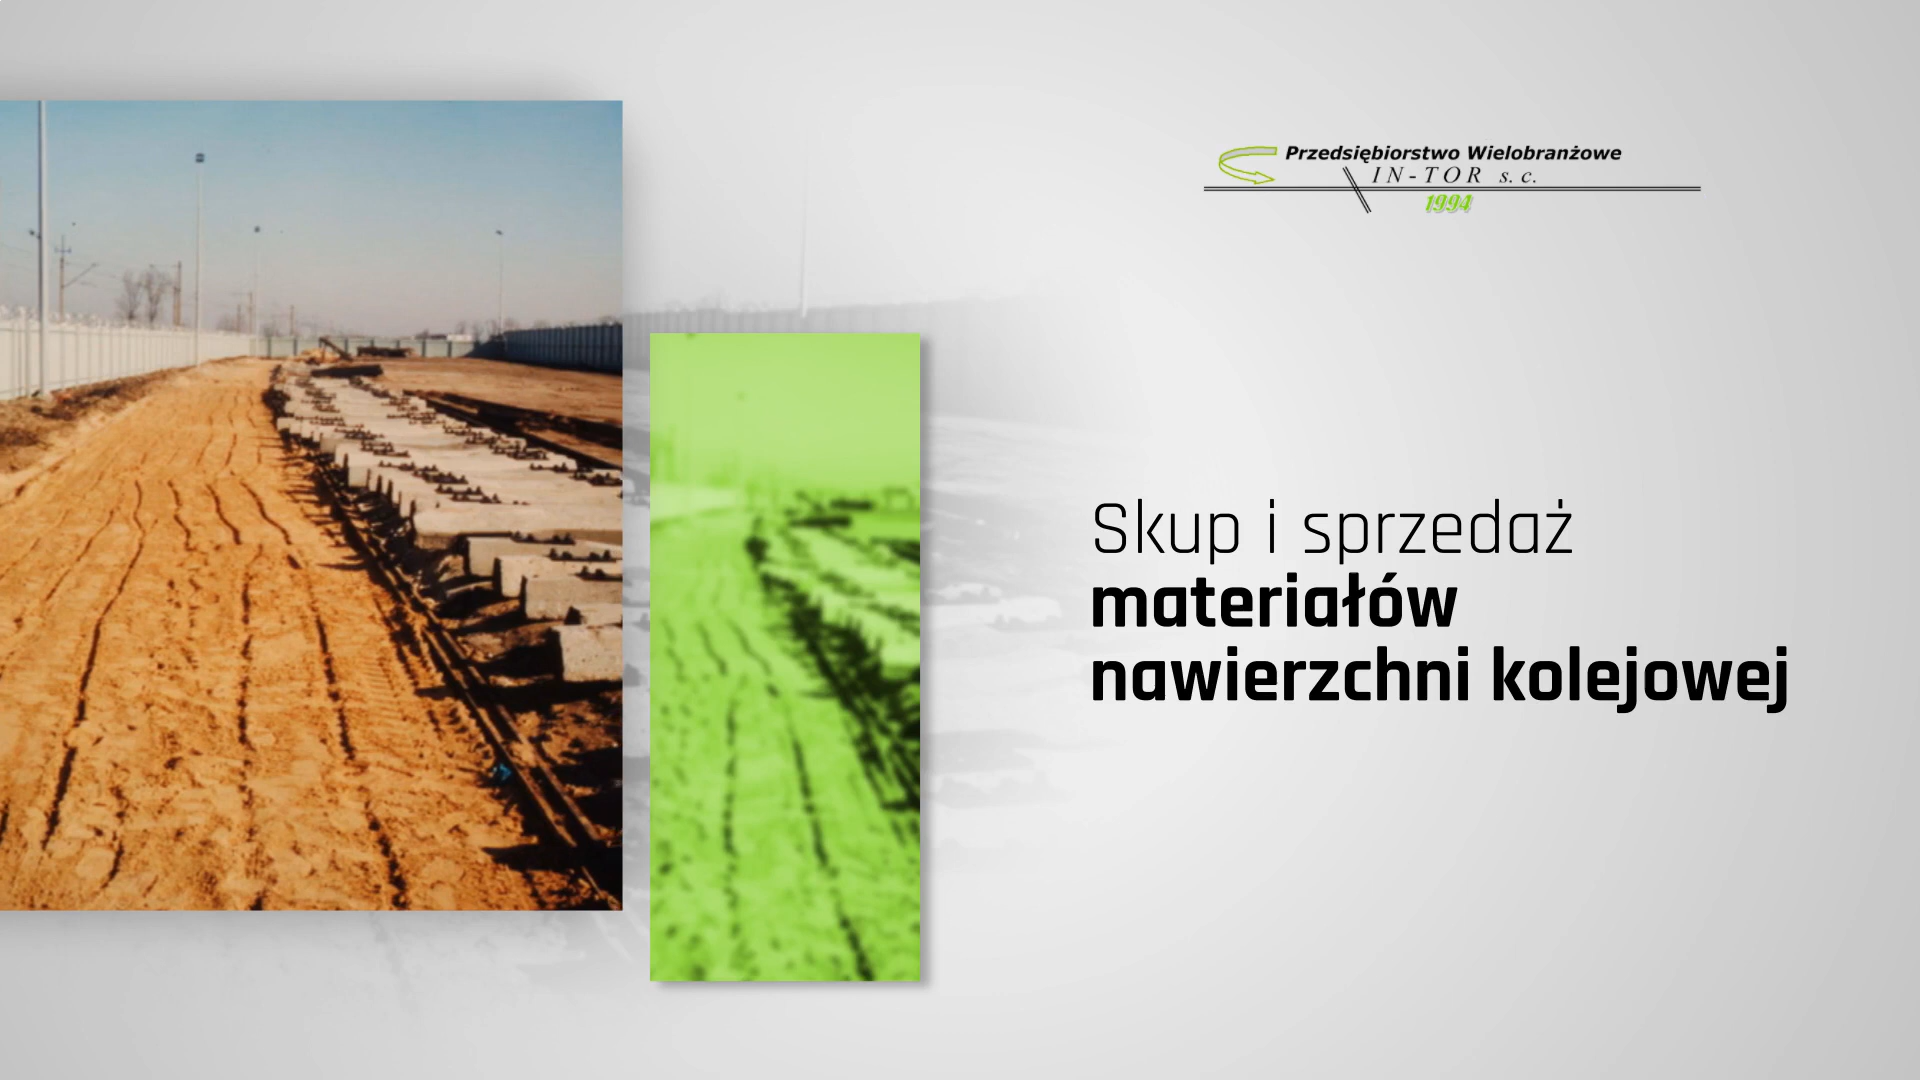 Przedsiębiorstwo Wielobranżowe
IN-TOR s. c.
1994
Skup i sprzedaż
materiałów
nawierzchni kolejowej